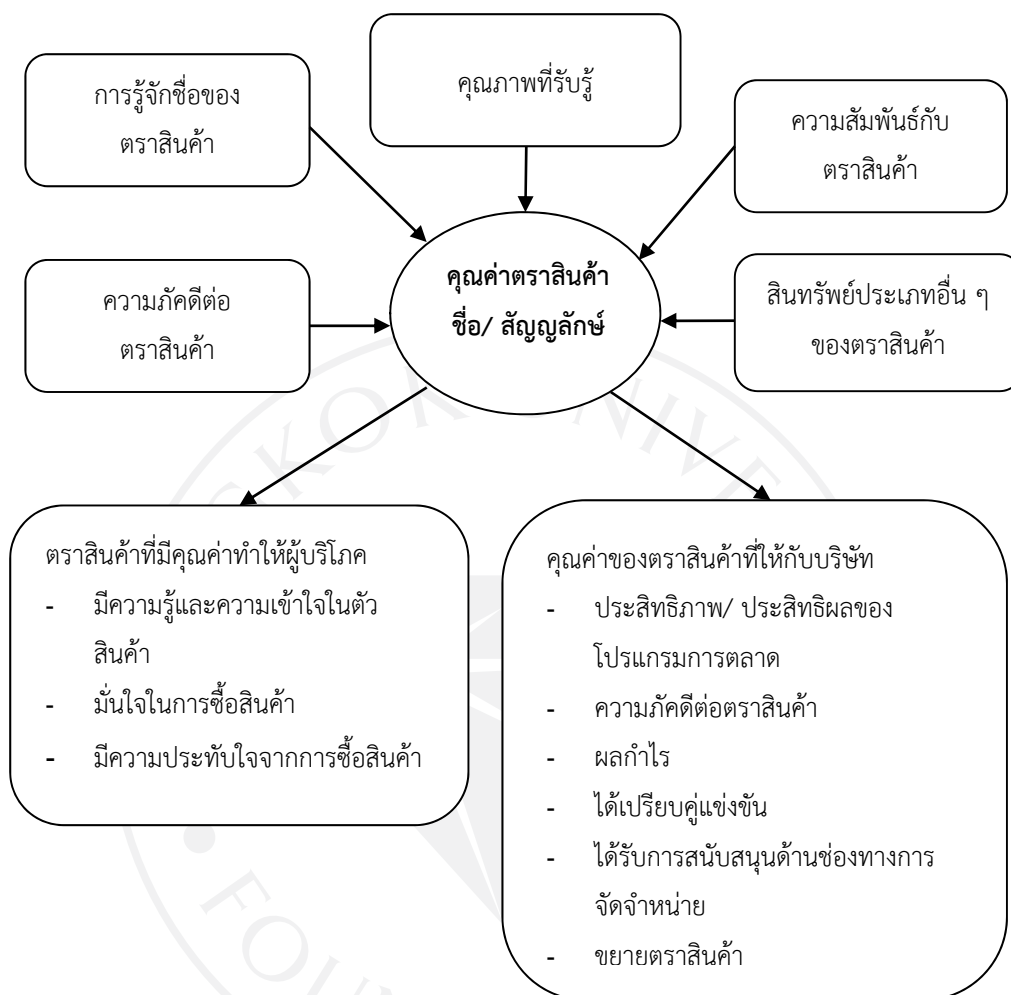 การรู้จักชื่อของ
ตราสินค้า
คุณภาพที่รับรู้
ความสัมพันธ์กับ
ตราสินค้า
ความภักดีต่อ
ตราสินค้า
คุณค่าตราสินค้า
ชื่อ/ สัญญลักษ์
สินทรัพย์ประเภทอื่น ๆ
ของตราสินค้า
ตราสินค้าที่มีคุณค่าทำให้ผู้บริโภค
- มีความรู้และความเข้าใจในตัว
สินค้า
- มั่นใจในการซื้อสินค้า
- มีความประทับใจจากการซื้อสินค้า
คุณค่าของตราสินค้าที่ให้กับบริษัท
- ประสิทธิภาพ/ ประสิทธิผลของ
โปรแกรมการตลาด
- ความภักดีต่อตราสินค้า
- ผลกำไร
- ได้เปรียบคู่แข่งขัน
- ได้รับการสนับสนุนด้านช่องทางการ
จัดจำหน่าย
- ขยายตราสินค้า